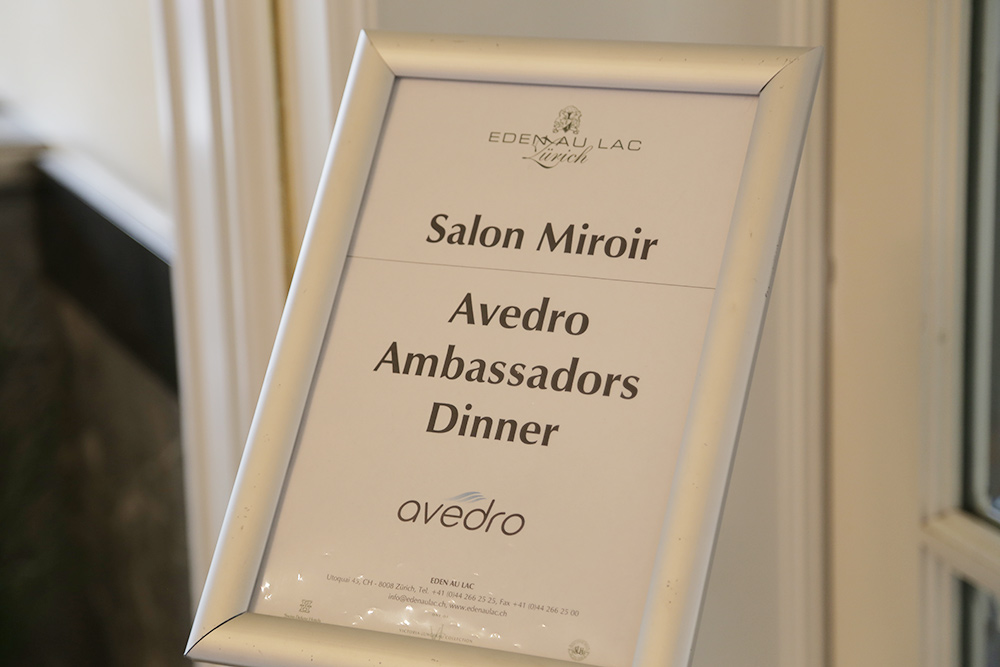 EDEN AU LAC
Zürich
Salon Miroir
Avedro
Ambassadors
Dinner
avedro
EDEN AU LAC
Utoquai 45, CH - 8008 Zürich, Tel. +41 (0)44 266 25 25, Fax +41 (0)44 266 25 00
info@edenaulac.ch, www.edenaulac.ch